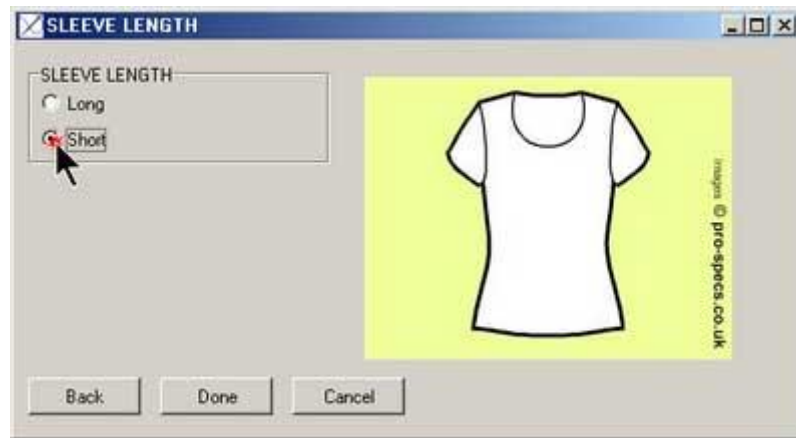 SLEEVE LENGTH
SLEEVE LENGTH
Long
Short
images © pro-specs.co.uk
Back Done Cancel